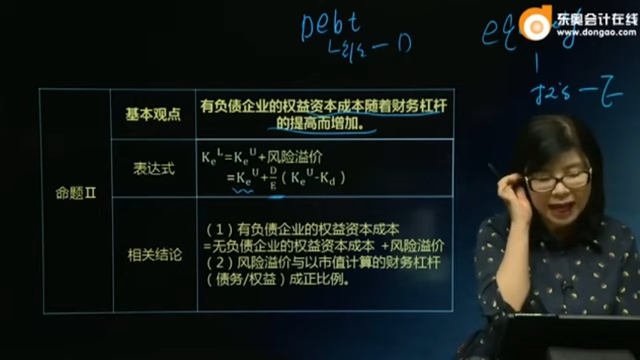 Debt
东奥会计在线
www.dongao.com
命题Ⅱ
基本观点
有负债企业的权益资本成本随着财务杠杆
的提高而增加。
表达式
KeL=KeU+风险溢价
=KeU+D/E（KeU-Kd）
相关结论
（1）有负债企业的权益资本成本
=无负债企业的权益资本成本 +风险溢价
（2）风险溢价与以市值计算的财务杠杆
（债务/权益）成正比例。